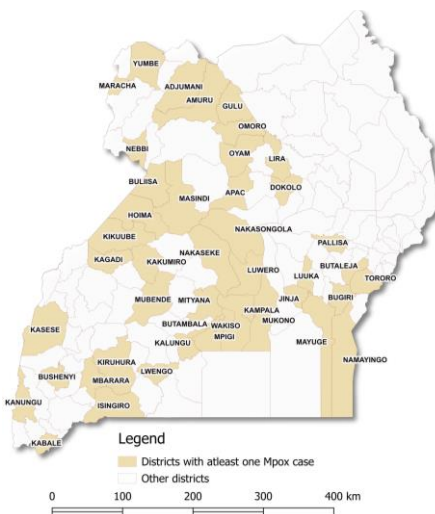 YUMBE
MARACHA
ADJUMANI
AMURU
GULU
OMORO
NEBBI
OYAM
LIRA
BULIISA
MASINDI
APAC
DOKOLO
HOIMA
KIKUUBE
NAKASONGOLA
PALLISA
KAGADI
KAKUMIRO
NAKASEKE
LUWERO
LUUKA
BUTALEJA
TORORO
MUBENDE
MITYANA
KAMPALA
JINJA
BUGIRI
KASESE
BUTAMBALA
WAKISO
MUKONO
KALUNGU
MPIGI
MAYUGE
NAMAYINGO
KIRUHURA
LWENGO
BUSHENYI
MBARARA
KANUNGU
ISINGIRO
KABALE
Legend
Districts with atleast one Mpox case
Other districts
0 100 200 300 400 km